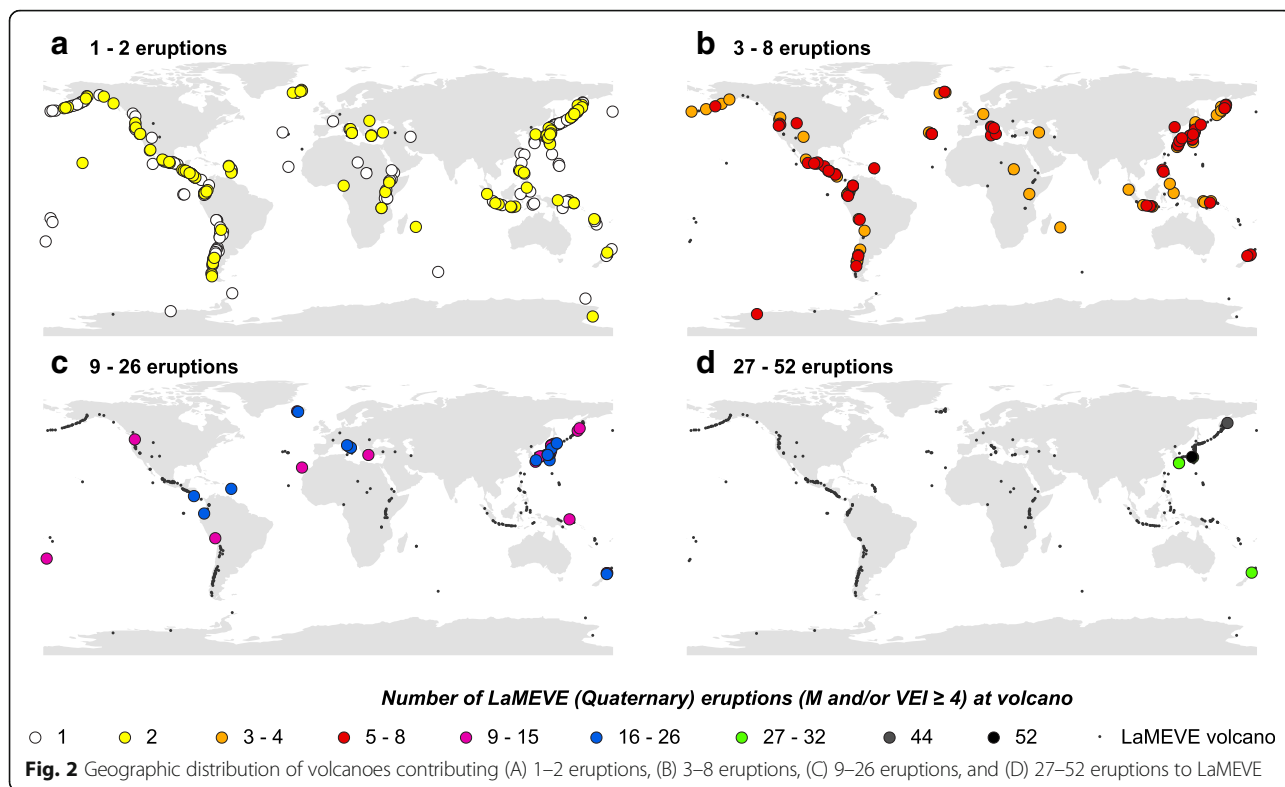 a 1 - 2 eruptions
b 3 - 8 eruptions
c 9 - 26 eruptions
d 27 - 52 eruptions
Number of LaMEVE (Quaternary) eruptions (M and/or VEI ≥ 4) at volcano
1 2 3 - 4 5 - 8 9 - 15 16 - 26 27 - 32 44 52 LaMEVE volcano
Fig. 2 Geographic distribution of volcanoes contributing (A) 1–2 eruptions, (B) 3–8 eruptions, (C) 9–26 eruptions, and (D) 27–52 eruptions to LaMEVE